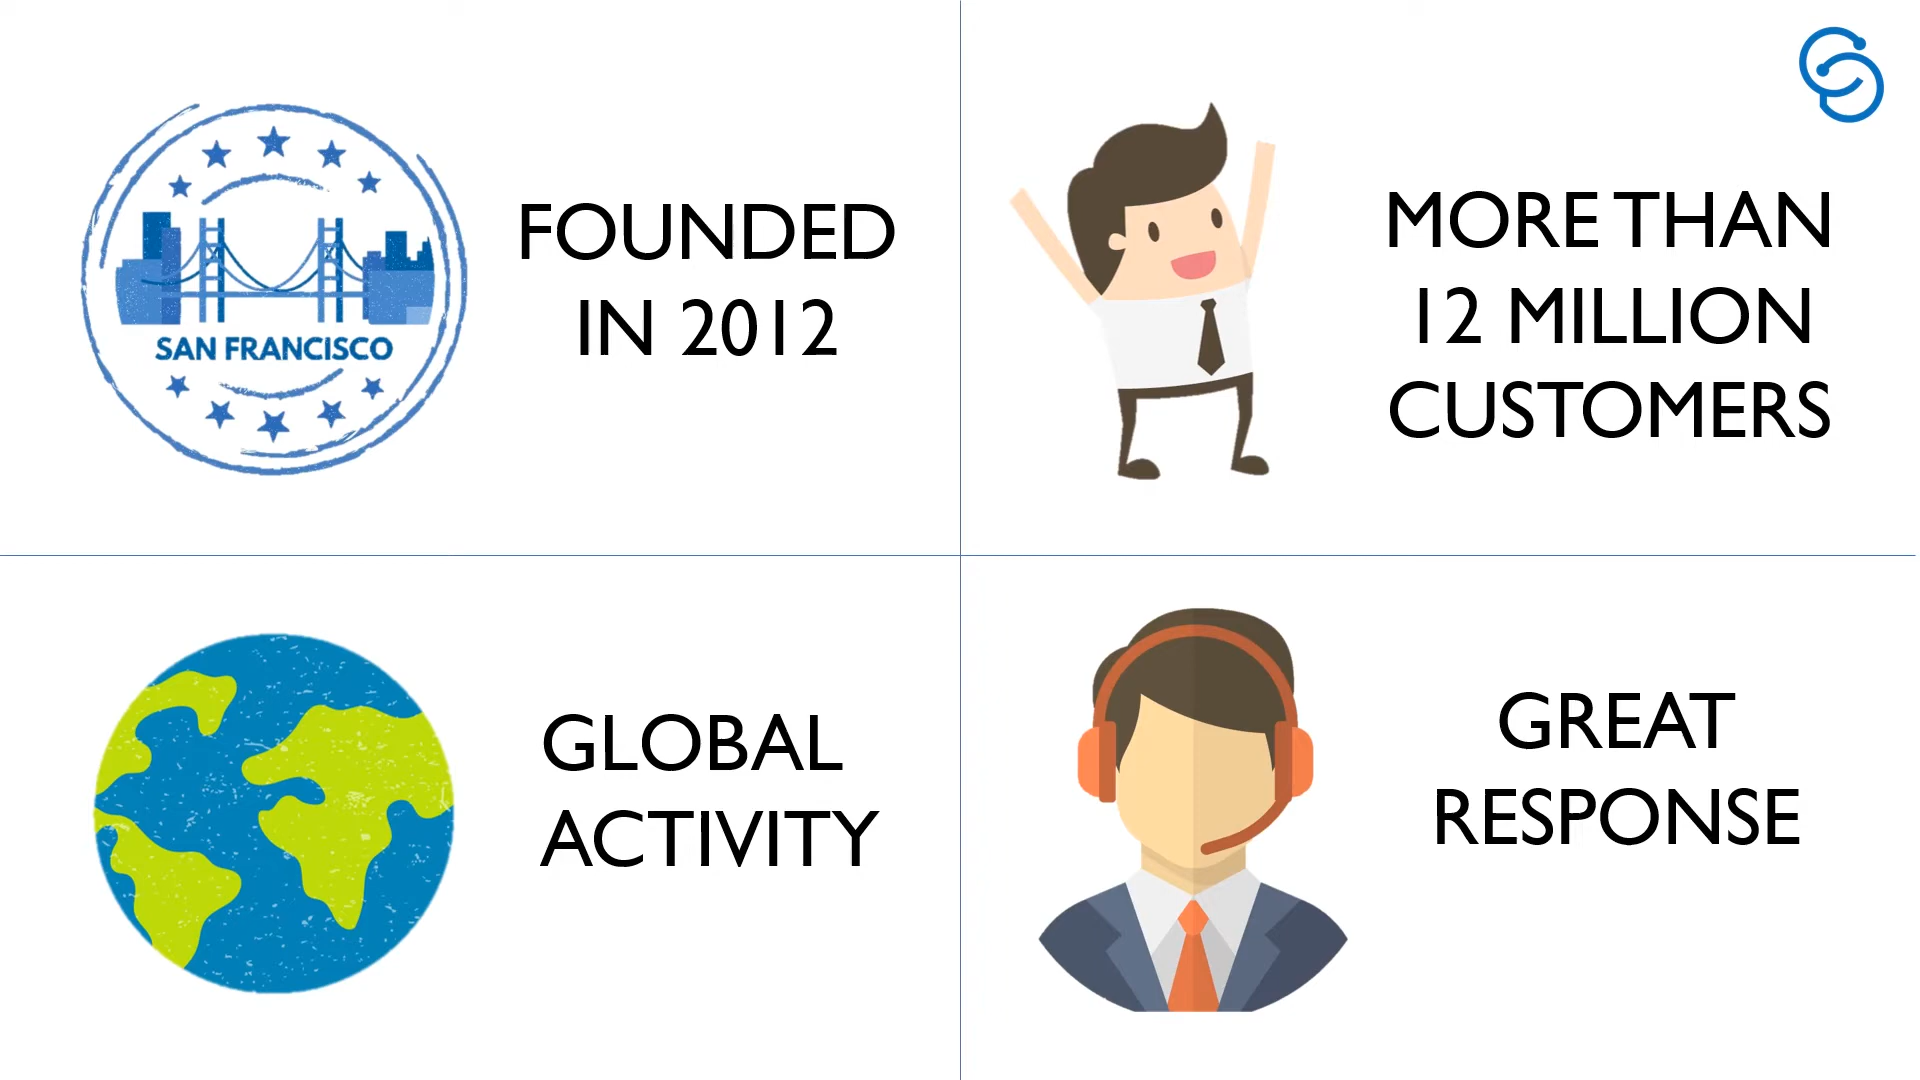 SAN FRANCISCO
FOUNDED
IN 2012
MORE THAN
12 MILLION
CUSTOMERS
GLOBAL
ACTIVITY
GREAT
RESPONSE